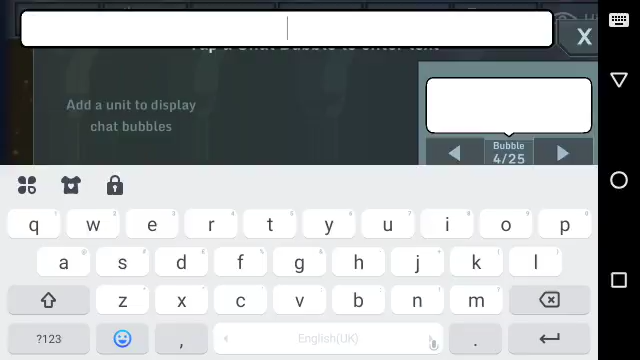 Tap a Chat Bubble to enter text
X
Add a unit to display
chat bubbles
Bubble
4/25
q w e r t y u i o p
a s d f g h j k l
z x c v b n m
?123 , English(UK) .